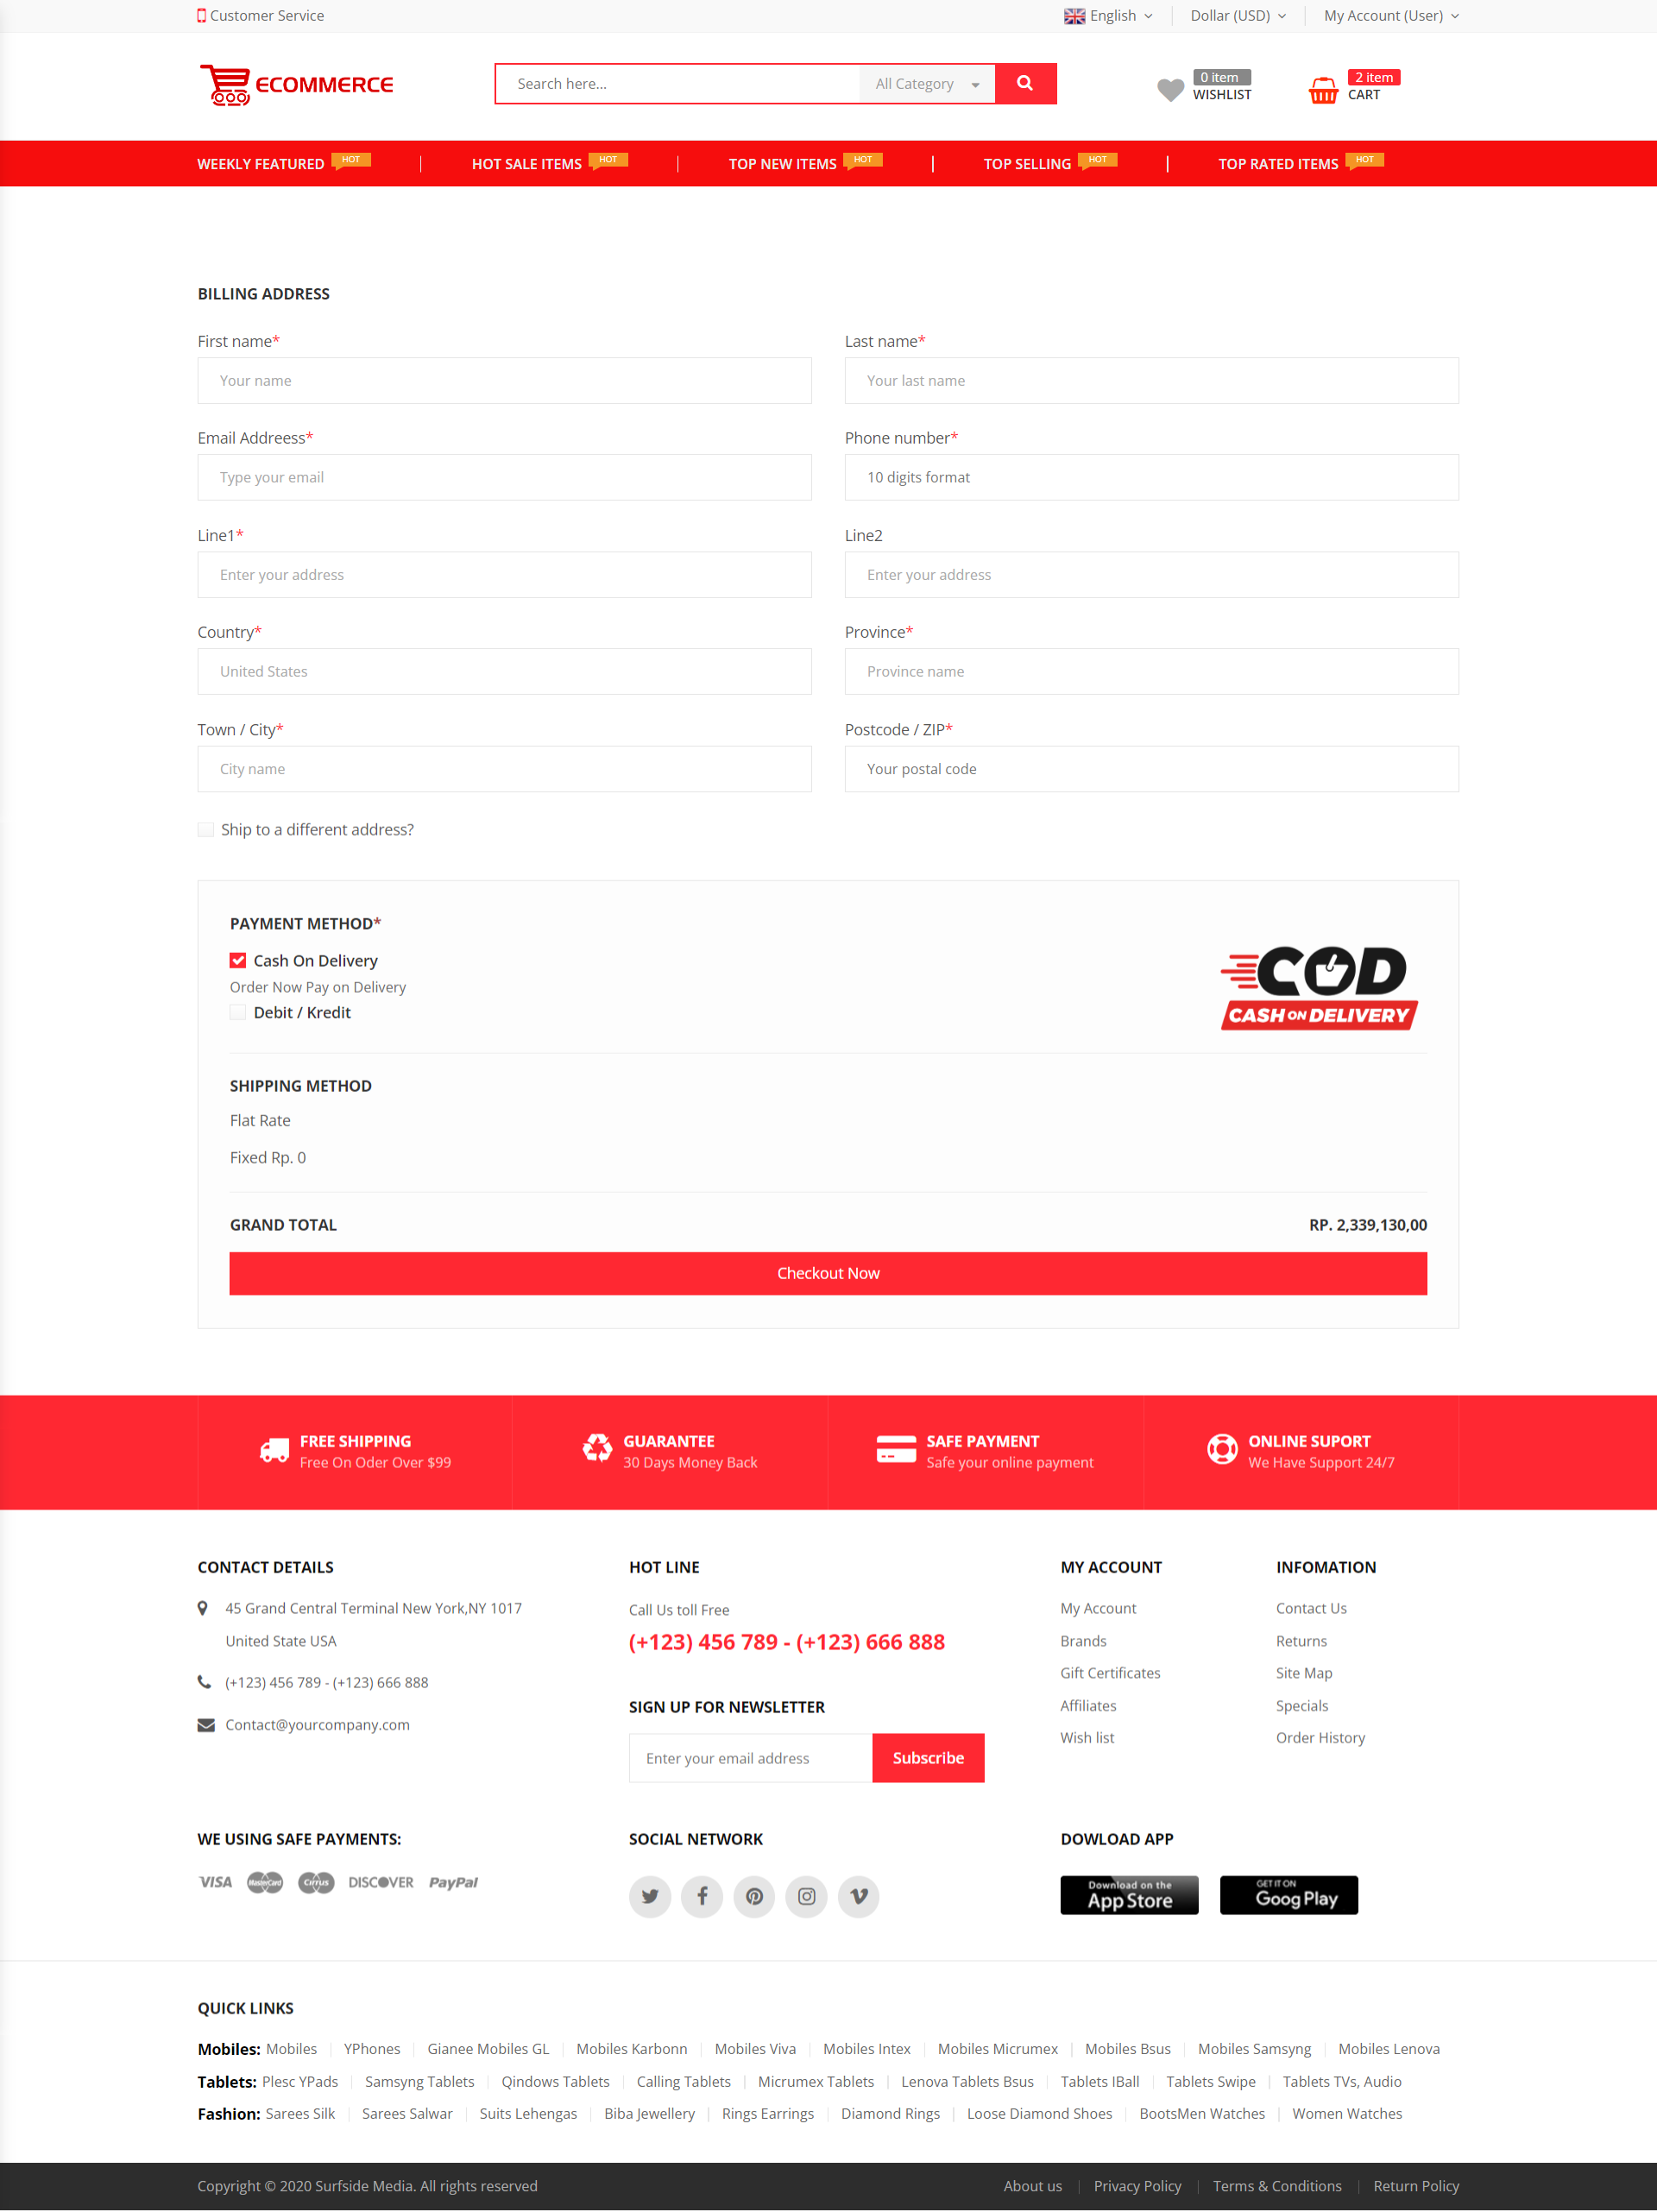 Customer Service English Dollar (USD) My Account (User)
ECOMMERCE Search here... All Category 0 item WISHLIST 2 item CART
WEEKLY FEATURED HOT HOT SALE ITEMS HOT TOP NEW ITEMS HOT TOP SELLING HOT TOP RATED ITEMS HOT
BILLING ADDRESS
First name* Last name*
Your name Your last name
Email Addreess* Phone number*
Type your email 10 digits format
Line1* Line2
Enter your address Enter your address
Country* Province*
United States Province name
Town / City* Postcode / ZIP*
City name Your postal code
Ship to a different address?
PAYMENT METHOD*
Cash On Delivery
Order Now Pay on Delivery
Debit / Kredit
COD
CASH ON DELIVERY
SHIPPING METHOD
Flat Rate
Fixed Rp. 0
GRAND TOTAL RP. 2,339,130,00
Checkout Now
FREE SHIPPING GUARANTEE SAFE PAYMENT ONLINE SUPORT
Free On Oder Over $99 30 Days Money Back Safe your online payment We Have Support 24/7
CONTACT DETAILS
45 Grand Central Terminal New York,NY 1017
United State USA
(+123) 456 789 - (+123) 666 888
Contact@yourcompany.com
HOT LINE
Call Us toll Free
(+123) 456 789 - (+123) 666 888
SIGN UP FOR NEWSLETTER
Enter your email address Subscribe
MY ACCOUNT
My Account
Brands
Gift Certificates
Affiliates
Wish list
INFOMATION
Contact Us
Returns
Site Map
Specials
Order History
WE USING SAFE PAYMENTS:
VISA MasterCard Cirrus DISCOVER PayPal
SOCIAL NETWORK
DOWLOAD APP
Download on the
App Store
GET IT ON
Goog Play
QUICK LINKS
Mobiles: Mobiles YPhones Gianee Mobiles GL Mobiles Karbonn Mobiles Viva Mobiles Intex Mobiles Micrumex Mobiles Bsus Mobiles Samsyng Mobiles Lenova
Tablets: Plesc YPads Samsyng Tablets Qindows Tablets Calling Tablets Micrumex Tablets Lenova Tablets Bsus Tablets IBall Tablets Swipe Tablets TVs, Audio
Fashion: Sarees Silk Sarees Salwar Suits Lehengas Biba Jewellery Rings Earrings Diamond Rings Loose Diamond Shoes BootsMen Watches Women Watches
Copyright © 2020 Surfside Media. All rights reserved About us Privacy Policy Terms & Conditions Return Policy